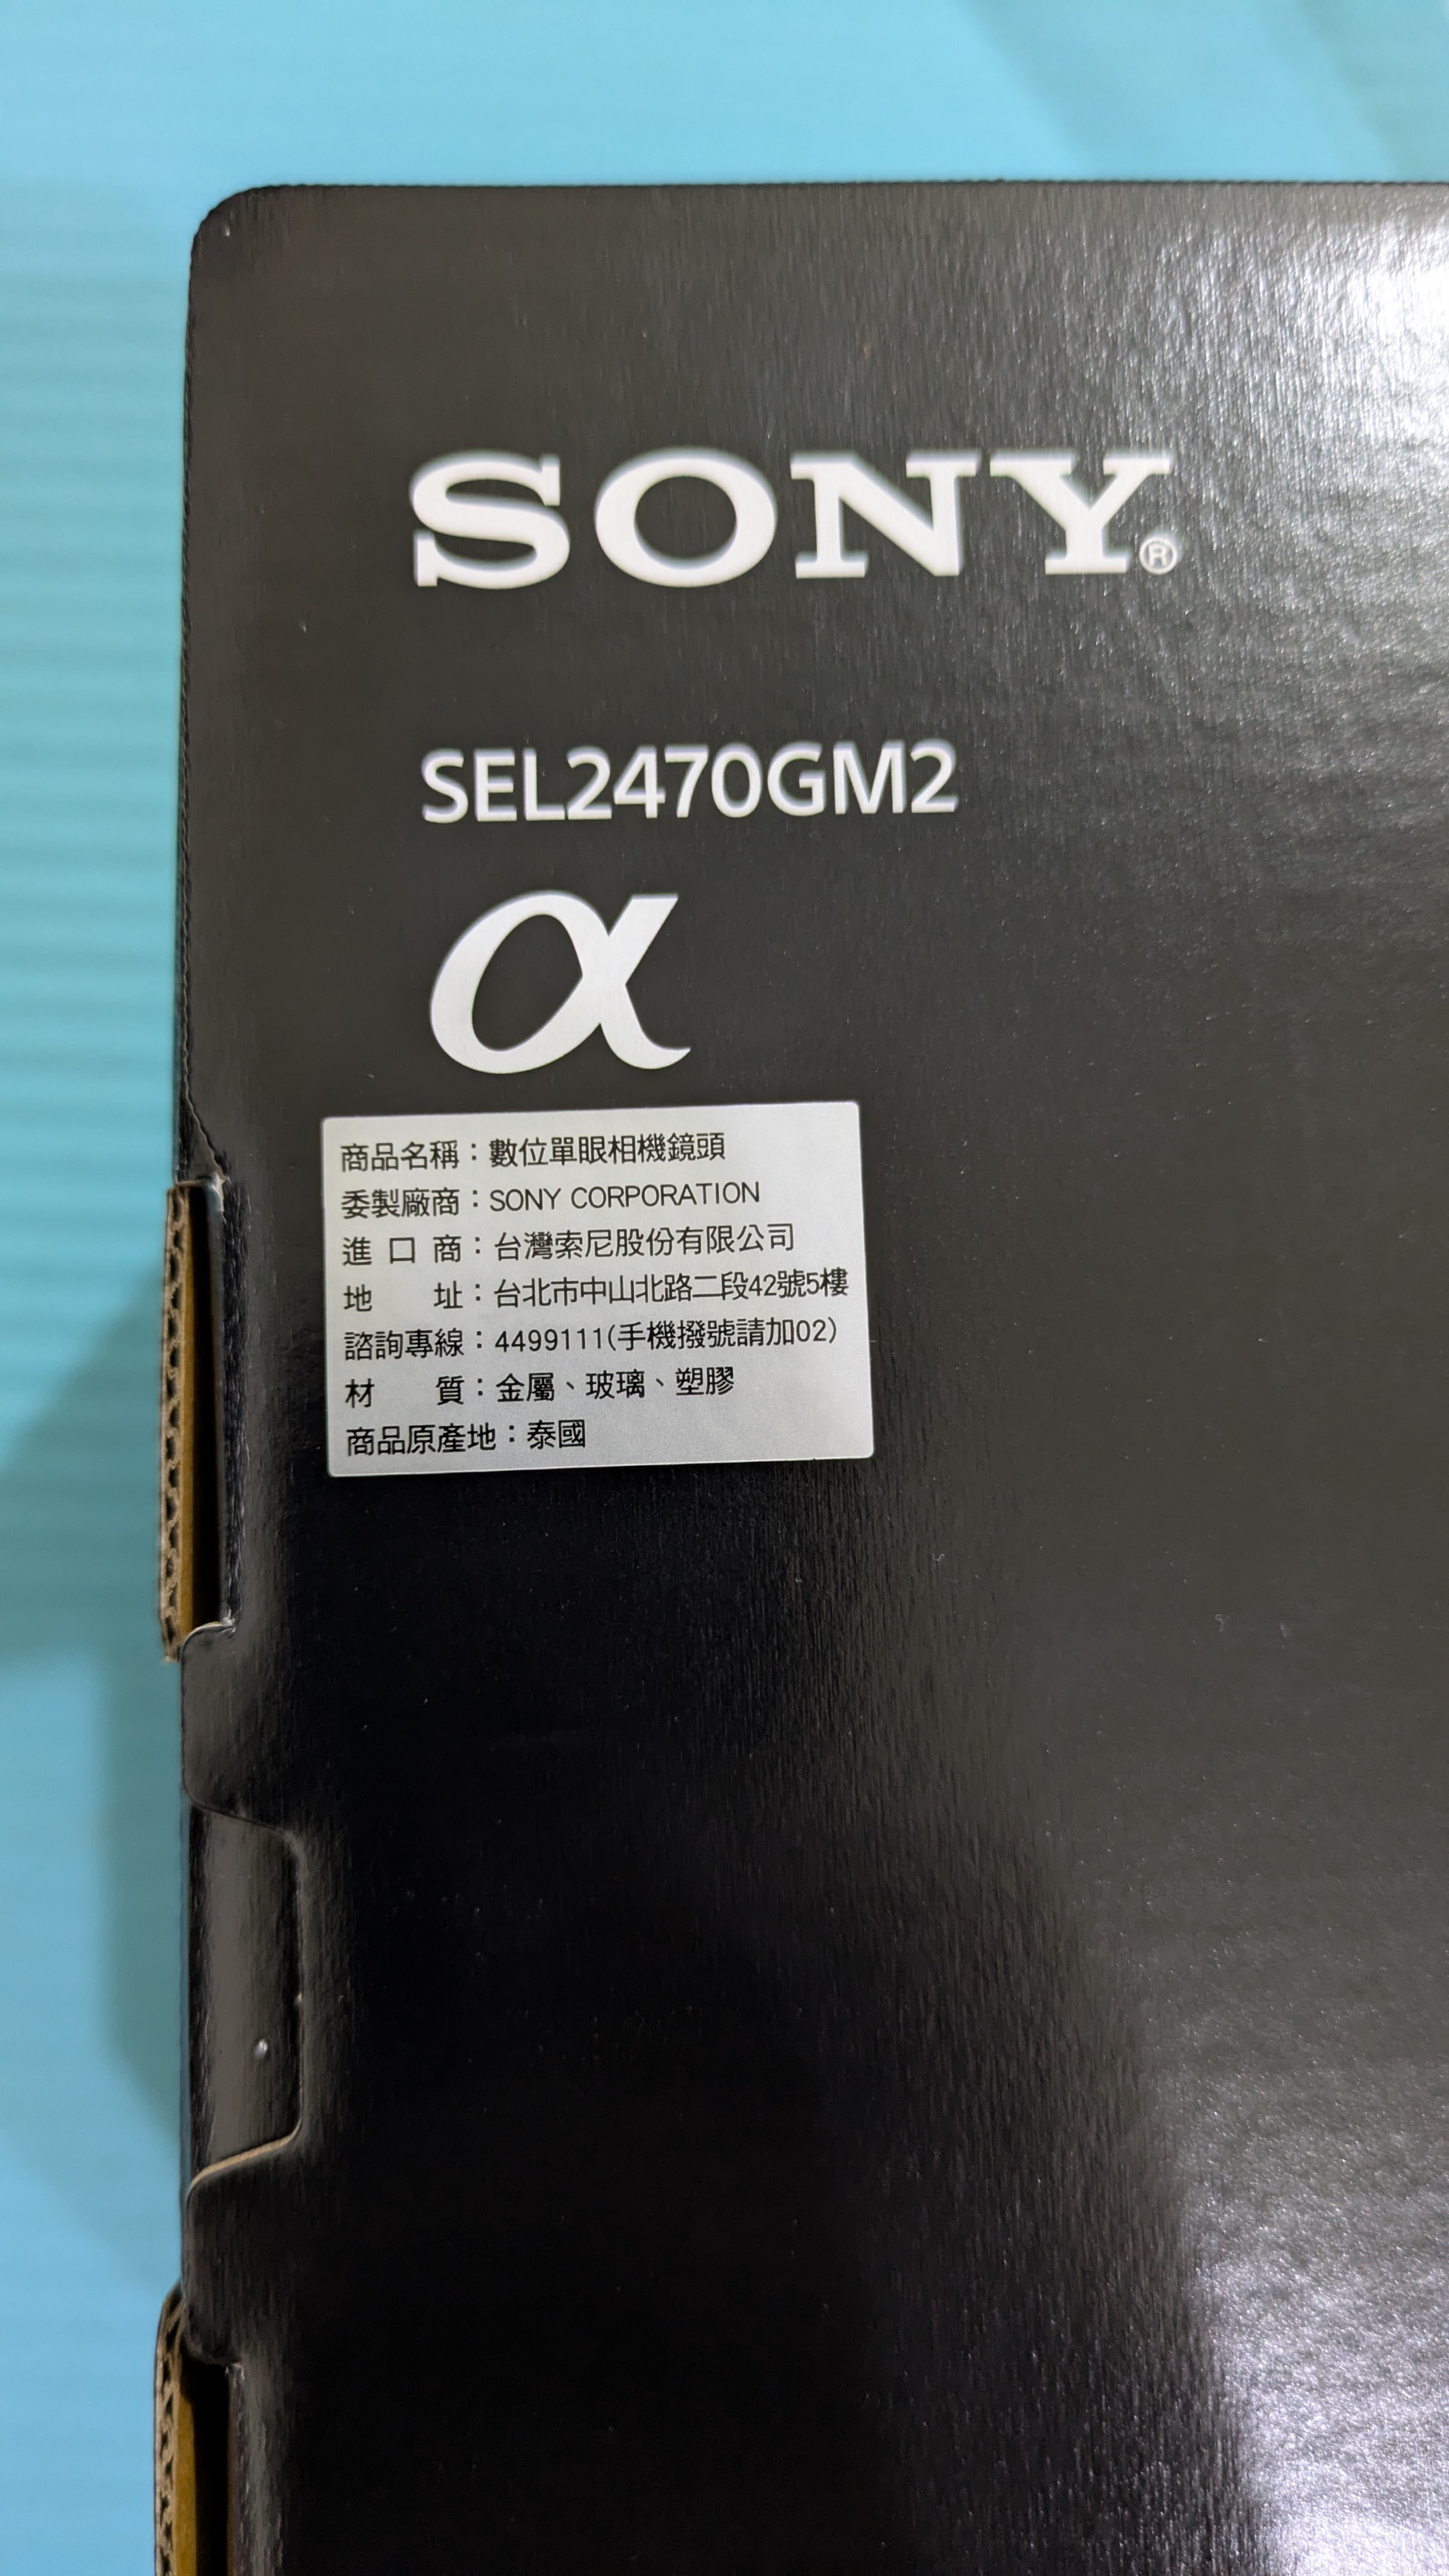 SONY®
SEL2470GM2
α
商品名稱：數位單眼相機鏡頭
委製廠商：SONY CORPORATION
進口商：台灣索尼股份有限公司
地址：台北市中山北路二段42號5樓
諮詢專線：4499111(手機撥號請加02)
材質：金屬、玻璃、塑膠
商品原產地：泰國